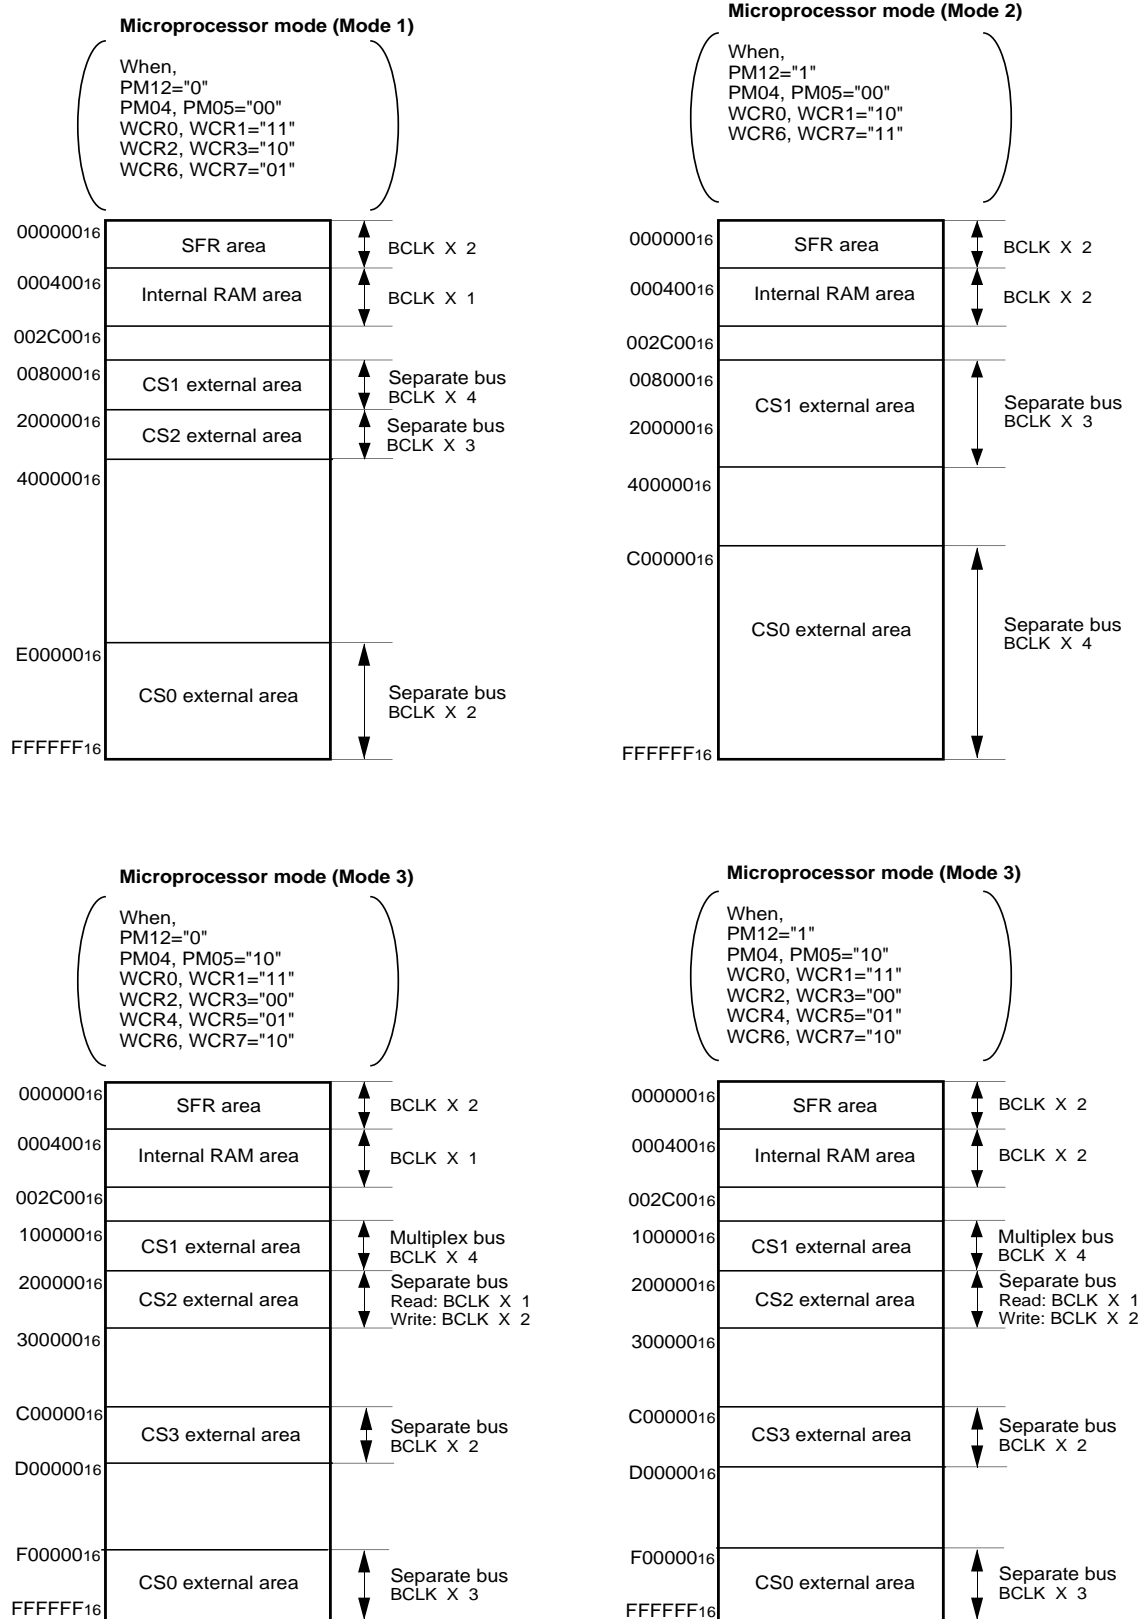 Microprocessor mode (Mode 1)
When,
PM12="0"
PM04, PM05="00"
WCR0, WCR1="11"
WCR2, WCR3="10"
WCR6, WCR7="01"
00000016
SFR area
BCLK X 2
00040016
Internal RAM area
BCLK X 1
002C0016
00800016
CS1 external area
Separate bus
BCLK X 4
20000016
CS2 external area
Separate bus
BCLK X 3
40000016
E0000016
CS0 external area
Separate bus
BCLK X 2
FFFFFF16
Microprocessor mode (Mode 2)
When,
PM12="1"
PM04, PM05="00"
WCR0, WCR1="10"
WCR6, WCR7="11"
00000016
SFR area
BCLK X 2
00040016
Internal RAM area
BCLK X 2
002C0016
00800016
CS1 external area
Separate bus
BCLK X 3
20000016
40000016
C0000016
CS0 external area
Separate bus
BCLK X 4
FFFFFF16
Microprocessor mode (Mode 3)
When,
PM12="0"
PM04, PM05="10"
WCR0, WCR1="11"
WCR2, WCR3="00"
WCR4, WCR5="01"
WCR6, WCR7="10"
00000016
SFR area
BCLK X 2
00040016
Internal RAM area
BCLK X 1
002C0016
10000016
CS1 external area
Multiplex bus
BCLK X 4
20000016
CS2 external area
Separate bus
Read: BCLK X 1
Write: BCLK X 2
30000016
C0000016
CS3 external area
Separate bus
BCLK X 2
D0000016
F0000016
CS0 external area
Separate bus
BCLK X 3
FFFFFF16
Microprocessor mode (Mode 3)
When,
PM12="1"
PM04, PM05="10"
WCR0, WCR1="11"
WCR2, WCR3="00"
WCR4, WCR5="01"
WCR6, WCR7="10"
00000016
SFR area
BCLK X 2
00040016
Internal RAM area
BCLK X 2
002C0016
10000016
CS1 external area
Multiplex bus
BCLK X 4
20000016
CS2 external area
Separate bus
Read: BCLK X 1
Write: BCLK X 2
30000016
C0000016
CS3 external area
Separate bus
BCLK X 2
D0000016
F0000016
CS0 external area
Separate bus
BCLK X 3
FFFFFF16